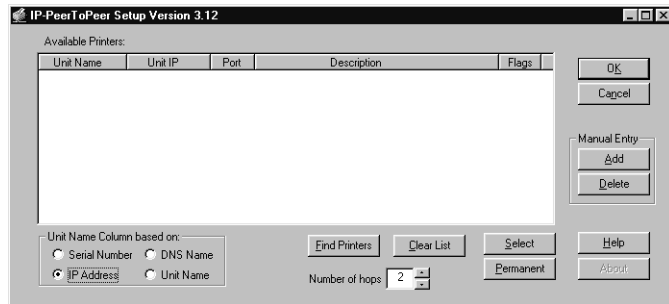 IP-PeerToPeer Setup Version 3.12
Available Printers:
Unit Name Unit IP Port Description Flags
OK
Cancel
Manual Entry
Add
Delete
Unit Name Column based on:
Serial Number DNS Name
IP Address Unit Name
Find Printers Clear List Select Help
Number of hops 2 Permanent About